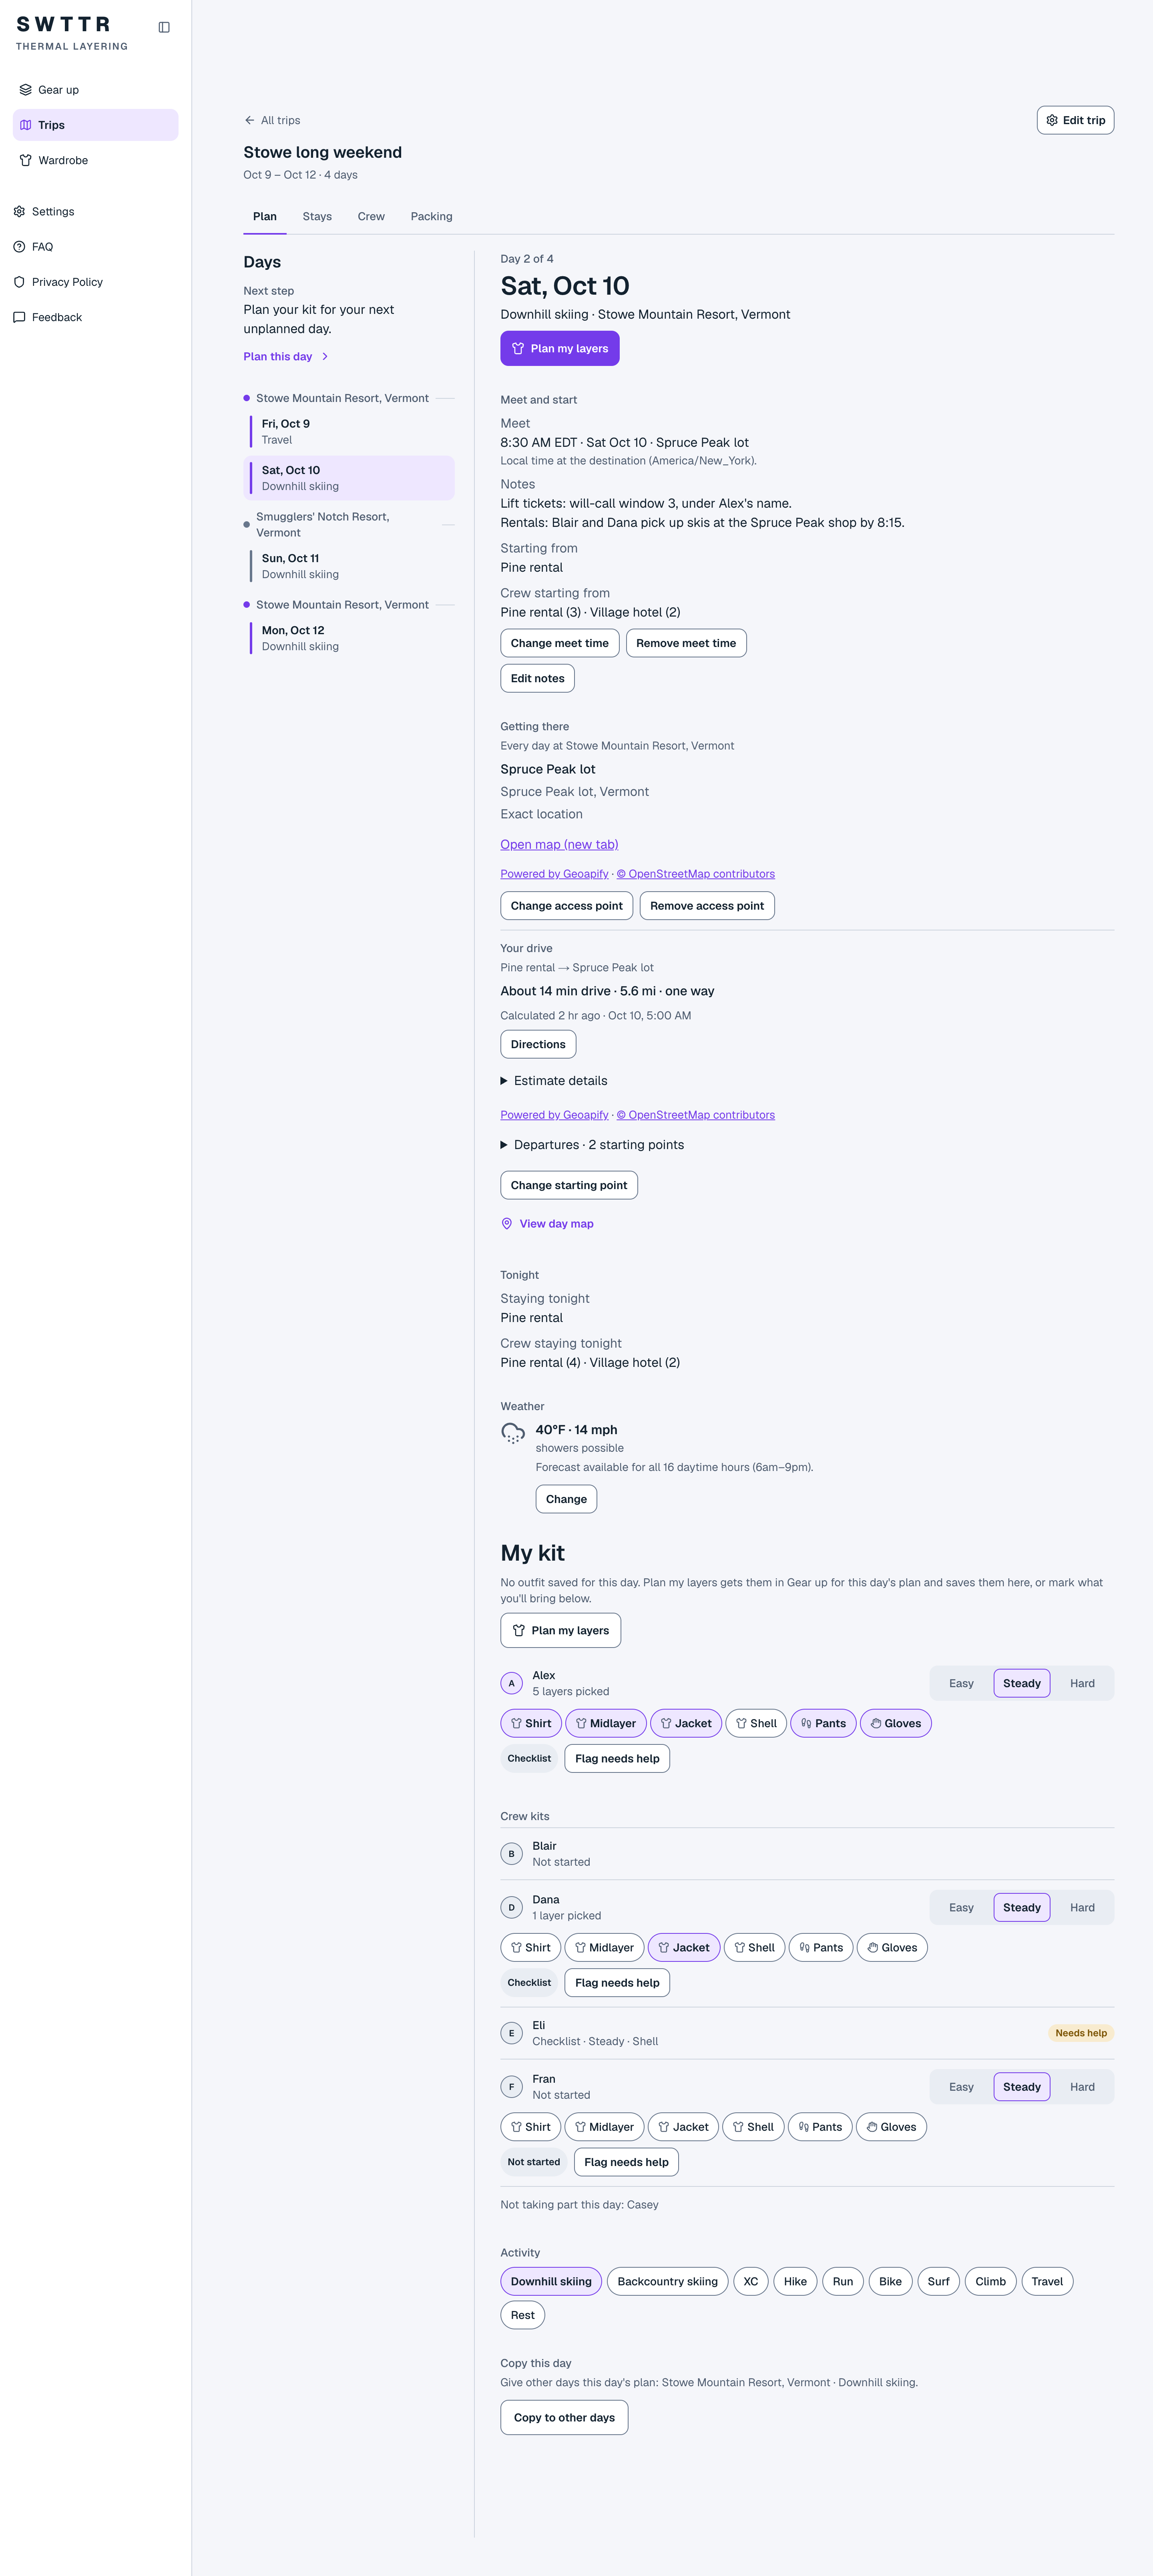 SWTTR
THERMAL LAYERING
Gear up
Trips
Wardrobe
Settings
FAQ
Privacy Policy
Feedback
All trips
Edit trip
Stowe long weekend
Oct 9 – Oct 12 · 4 days
Plan
Stays
Crew
Packing
Days
Next step
Plan your kit for your next
unplanned day.
Plan this day
Stowe Mountain Resort, Vermont
Fri, Oct 9
Travel
Sat, Oct 10
Downhill skiing
Smugglers' Notch Resort,
Vermont
Sun, Oct 11
Downhill skiing
Stowe Mountain Resort, Vermont
Mon, Oct 12
Downhill skiing
Day 2 of 4
Sat, Oct 10
Downhill skiing · Stowe Mountain Resort, Vermont
Plan my layers
Meet and start
Meet
8:30 AM EDT · Sat Oct 10 · Spruce Peak lot
Local time at the destination (America/New_York).
Notes
Lift tickets: will-call window 3, under Alex's name.
Rentals: Blair and Dana pick up skis at the Spruce Peak shop by 8:15.
Starting from
Pine rental
Crew starting from
Pine rental (3) · Village hotel (2)
Change meet time
Remove meet time
Edit notes
Getting there
Every day at Stowe Mountain Resort, Vermont
Spruce Peak lot
Spruce Peak lot, Vermont
Exact location
Open map (new tab)
Powered by Geoapify · © OpenStreetMap contributors
Change access point
Remove access point
Your drive
Pine rental → Spruce Peak lot
About 14 min drive · 5.6 mi · one way
Calculated 2 hr ago · Oct 10, 5:00 AM
Directions
Estimate details
Powered by Geoapify · © OpenStreetMap contributors
Departures · 2 starting points
Change starting point
View day map
Tonight
Staying tonight
Pine rental
Crew staying tonight
Pine rental (4) · Village hotel (2)
Weather
40°F · 14 mph
showers possible
Forecast available for all 16 daytime hours (6am–9pm).
Change
My kit
No outfit saved for this day. Plan my layers gets them in Gear up for this day's plan and saves them here, or mark what
you'll bring below.
Plan my layers
A
Alex
5 layers picked
Easy
Steady
Hard
Shirt
Midlayer
Jacket
Shell
Pants
Gloves
Checklist
Flag needs help
Crew kits
B
Blair
Not started
D
Dana
1 layer picked
Easy
Steady
Hard
Shirt
Midlayer
Jacket
Shell
Pants
Gloves
Checklist
Flag needs help
E
Eli
Checklist · Steady · Shell
Needs help
F
Fran
Not started
Easy
Steady
Hard
Shirt
Midlayer
Jacket
Shell
Pants
Gloves
Not started
Flag needs help
Not taking part this day: Casey
Activity
Downhill skiing
Backcountry skiing
XC
Hike
Run
Bike
Surf
Climb
Travel
Rest
Copy this day
Give other days this day's plan: Stowe Mountain Resort, Vermont · Downhill skiing.
Copy to other days